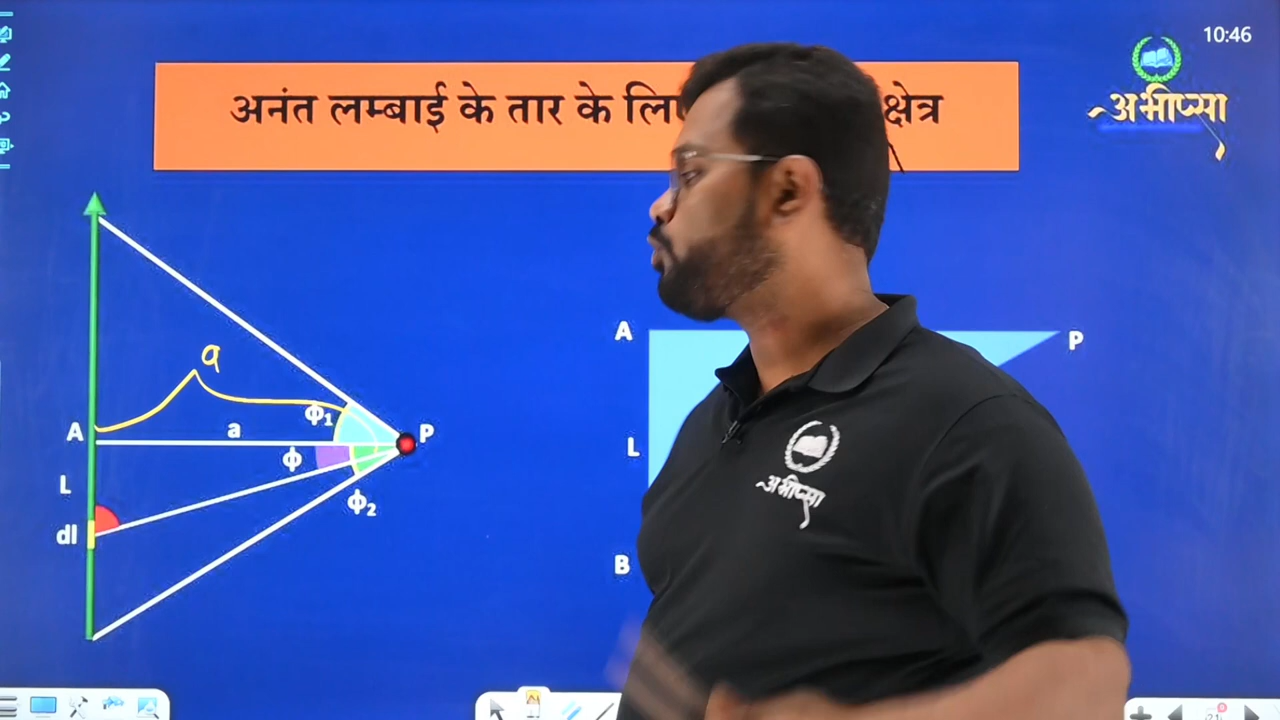 10:46
अभीप्सा
अनंत लम्बाई के तार के क्षेत्र
a
A
P
ϕ₁
a
A
P
ϕ
L
L
ϕ₂
dl
अभीप्सा
B